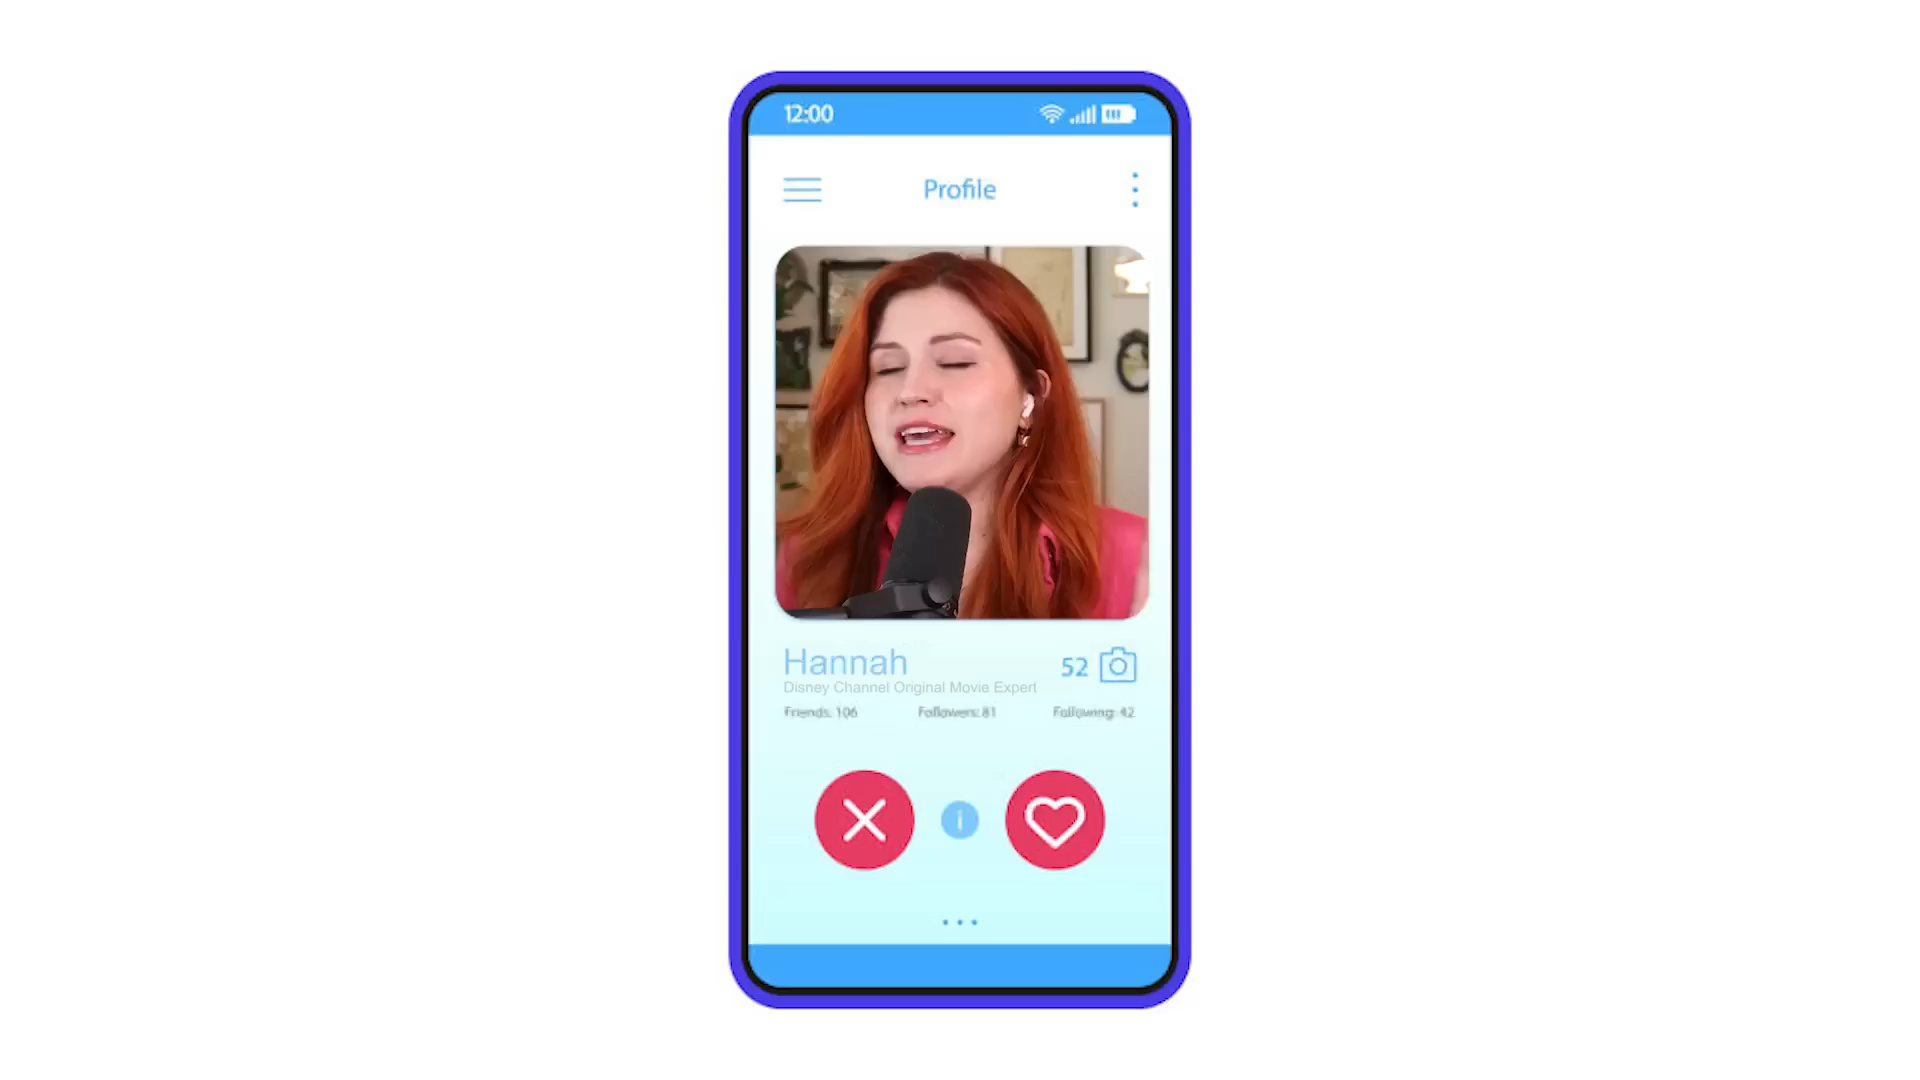 12:00
Profile
Hannah
52
Disney Channel Original Movie Expert
Friends: 106 Followers: 81 Following: 42
i